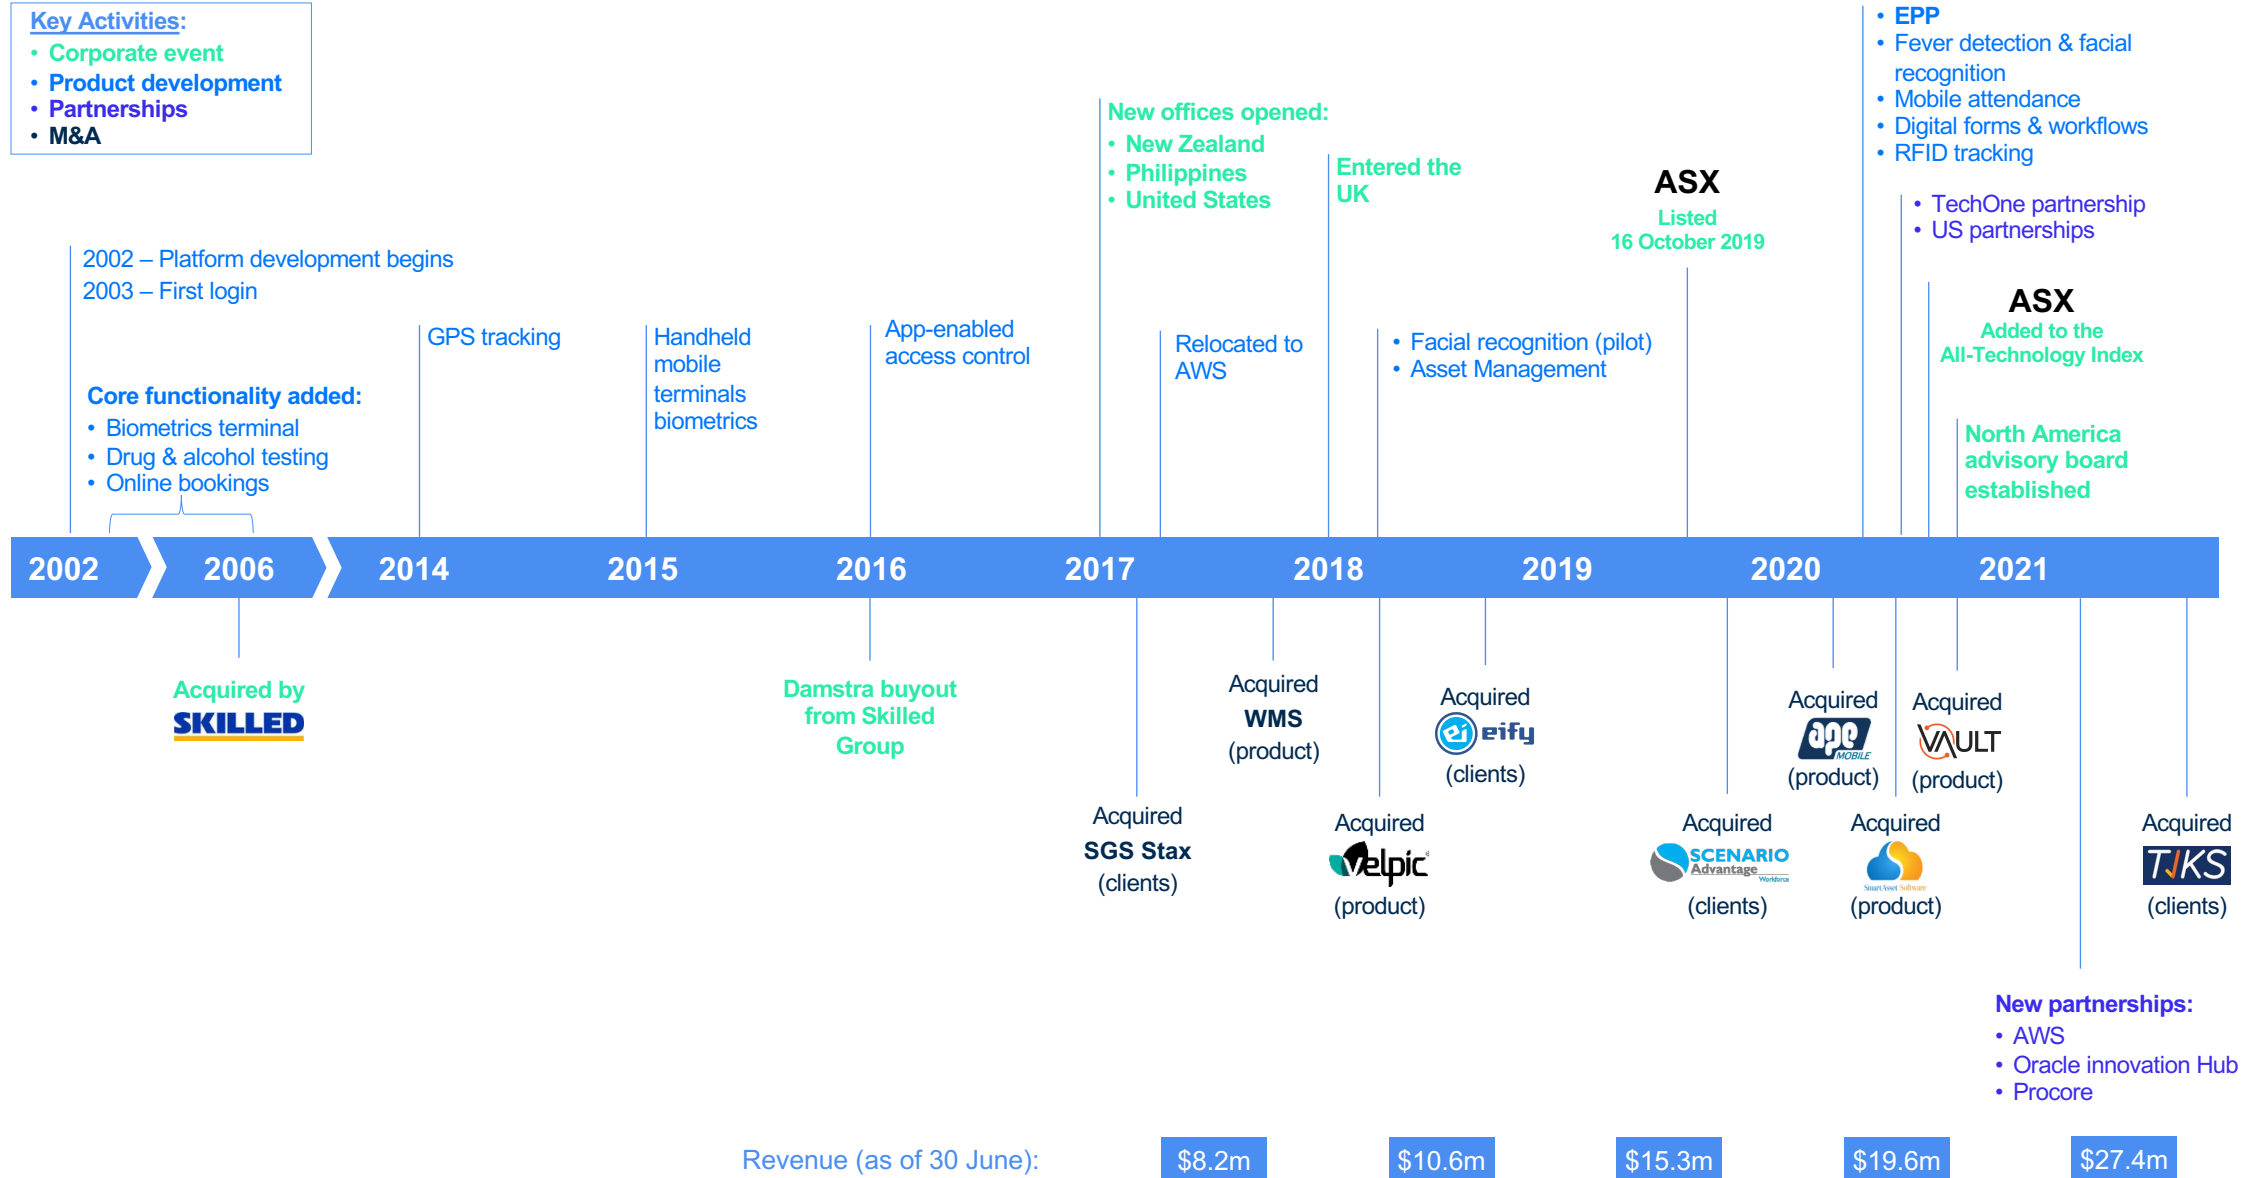 Key Activities:
• Corporate event
• Product development
• Partnerships
• M&A
2002 – Platform development begins
2003 – First login
Core functionality added:
• Biometrics terminal
• Drug & alcohol testing
• Online bookings
GPS tracking
Handheld
mobile
terminals
biometrics
App-enabled
access control
New offices opened:
• New Zealand
• Philippines
• United States
Relocated to
AWS
Entered the
UK
• Facial recognition (pilot)
• Asset Management
ASX
Listed
16 October 2019
• EPP
• Fever detection & facial
recognition
• Mobile attendance
• Digital forms & workflows
• RFID tracking
• TechOne partnership
• US partnerships
ASX
Added to the
All-Technology Index
North America
advisory board
established
2002 2006 2014 2015 2016 2017 2018 2019 2020 2021
Acquired by
SKILLED
Damstra buyout
from Skilled
Group
Acquired
SGS Stax
(clients)
Acquired
WMS
(product)
Acquired
velpic
(product)
Acquired
ei eify
(clients)
Acquired
SCENARIO
Advantage
Workforce
(clients)
Acquired
ape
MOBILE
(product)
Acquired
SmartAsset Software
(product)
Acquired
VAULT
(product)
Acquired
TIKS
(clients)
New partnerships:
• AWS
• Oracle innovation Hub
• Procore
Revenue (as of 30 June): $8.2m $10.6m $15.3m $19.6m $27.4m